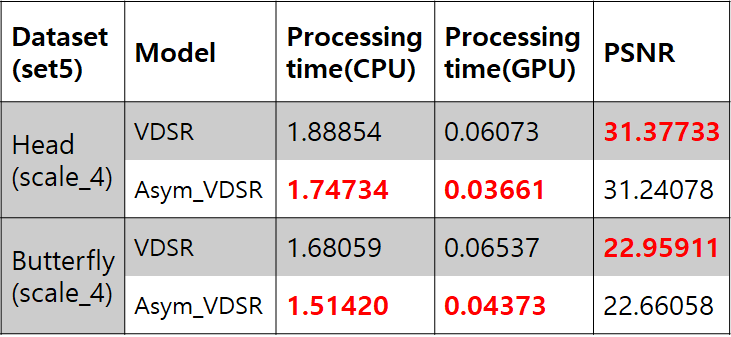 Dataset (set5) Model Processing time(CPU) Processing time(GPU) PSNR
Head (scale_4) VDSR 1.88854 0.06073 31.37733
Asym_VDSR 1.74734 0.03661 31.24078
Butterfly (scale_4) VDSR 1.68059 0.06537 22.95911
Asym_VDSR 1.51420 0.04373 22.66058